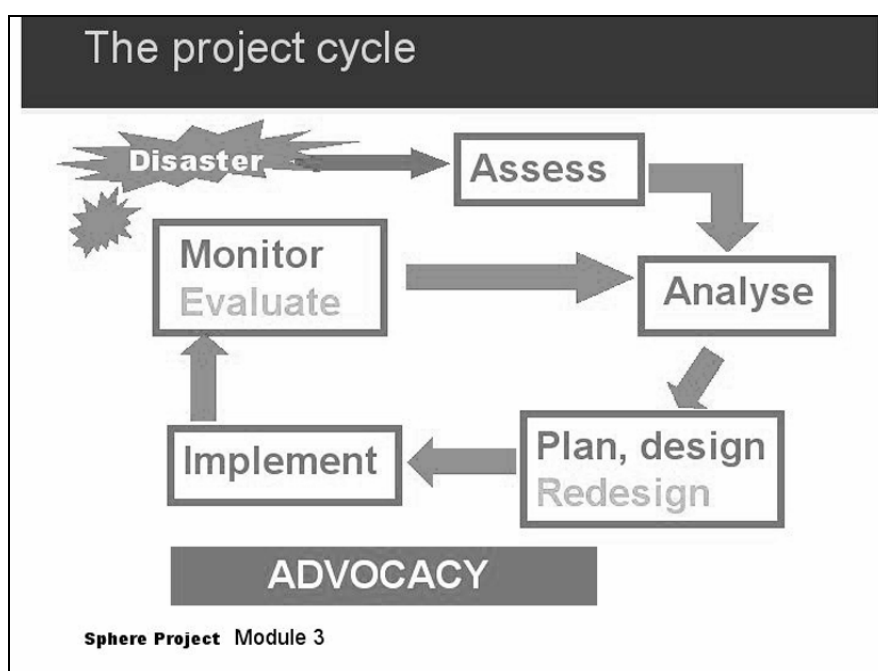 The project cycle
Disaster
Assess
Monitor
Evaluate
Analyse
Plan, design
Redesign
Implement
ADVOCACY
Sphere Project Module 3